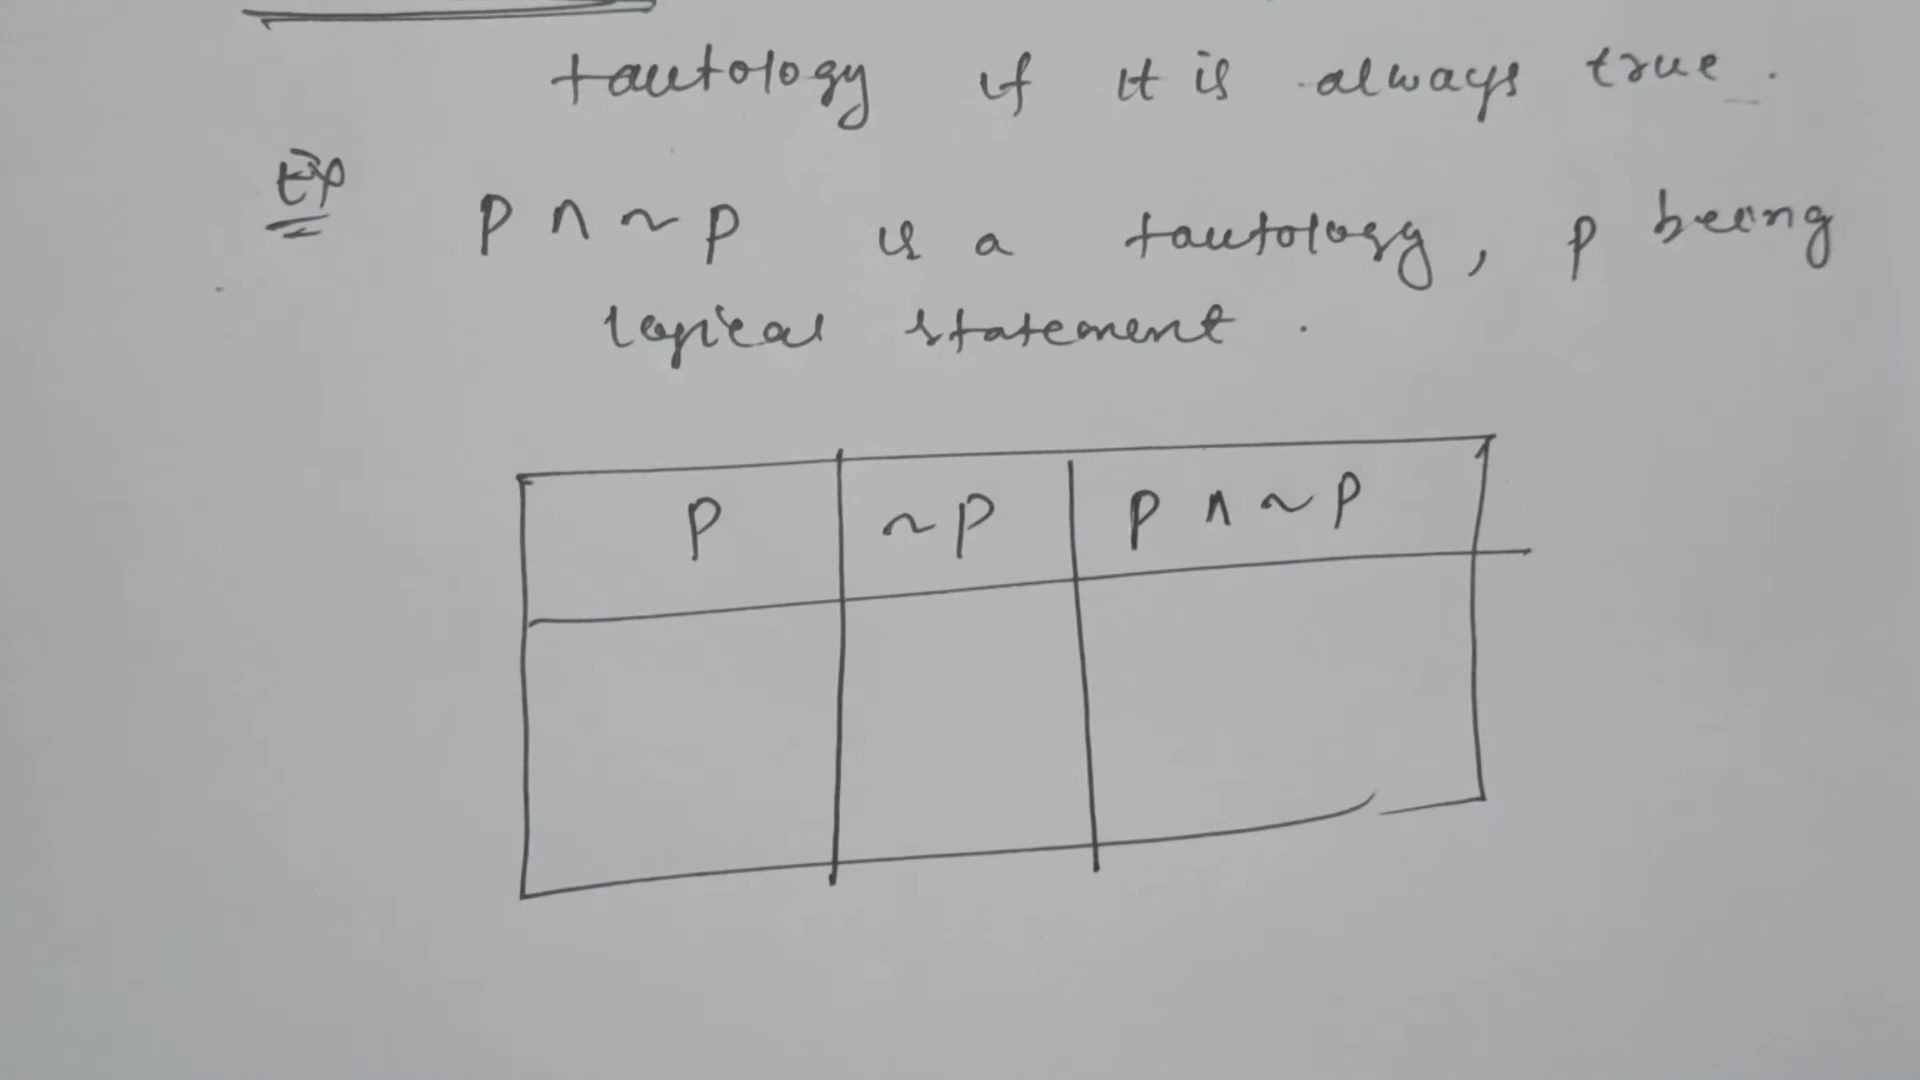 tautology if it is always true.
Ex p ∧ ~ p is a tautology, p being
logical statement.
p ~p p ∧ ~ p